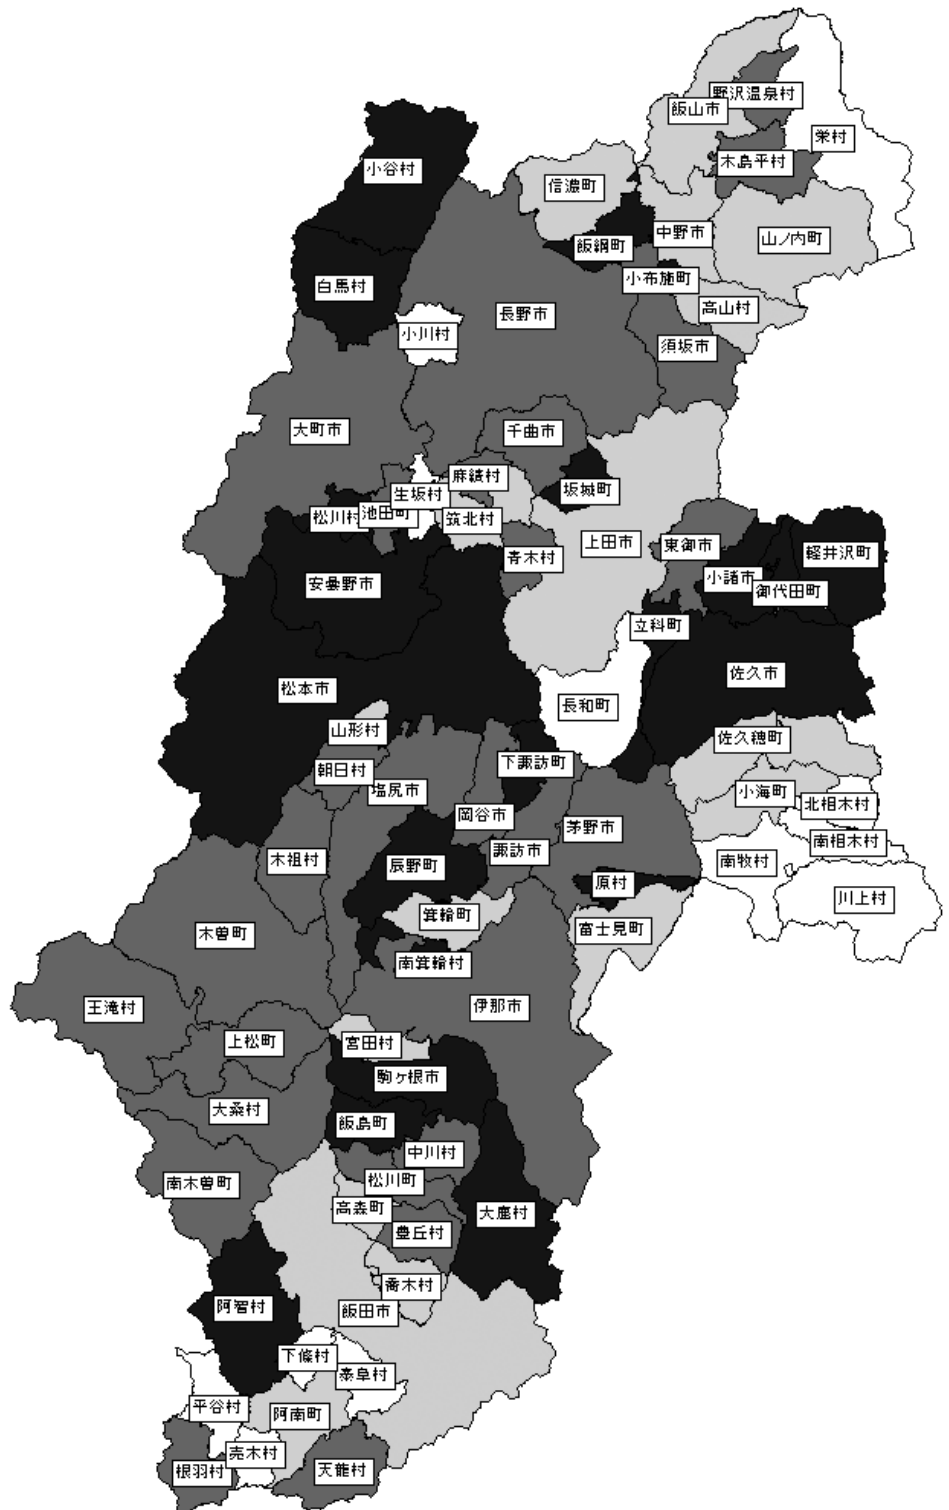 野沢温泉村
飯山市
栄村
木島平村
小谷村
信濃町
中野市
山ノ内町
飯綱町
小布施町
白馬村
高山村
長野市
小川村
須坂市
大町市
千曲市
麻績村
坂城町
生坂村
松川村
池田町
筑北村
上田市
東御市
青木村
軽井沢町
小諸市
御代田町
安曇野市
立科町
佐久市
松本市
長和町
山形村
佐久穂町
下諏訪町
朝日村
塩尻市
小海町
北相木村
岡谷市
茅野市
南相木村
諏訪市
木祖村
辰野町
南牧村
原村
川上村
箕輪町
富士見町
木曽町
南箕輪村
伊那市
王滝村
上松町
宮田村
駒ヶ根市
大桑村
飯島町
中川村
松川町
南木曽町
高森町
大鹿村
豊丘村
喬木村
阿智村
飯田市
下條村
泰阜村
平谷村
阿南町
売木村
根羽村
天龍村